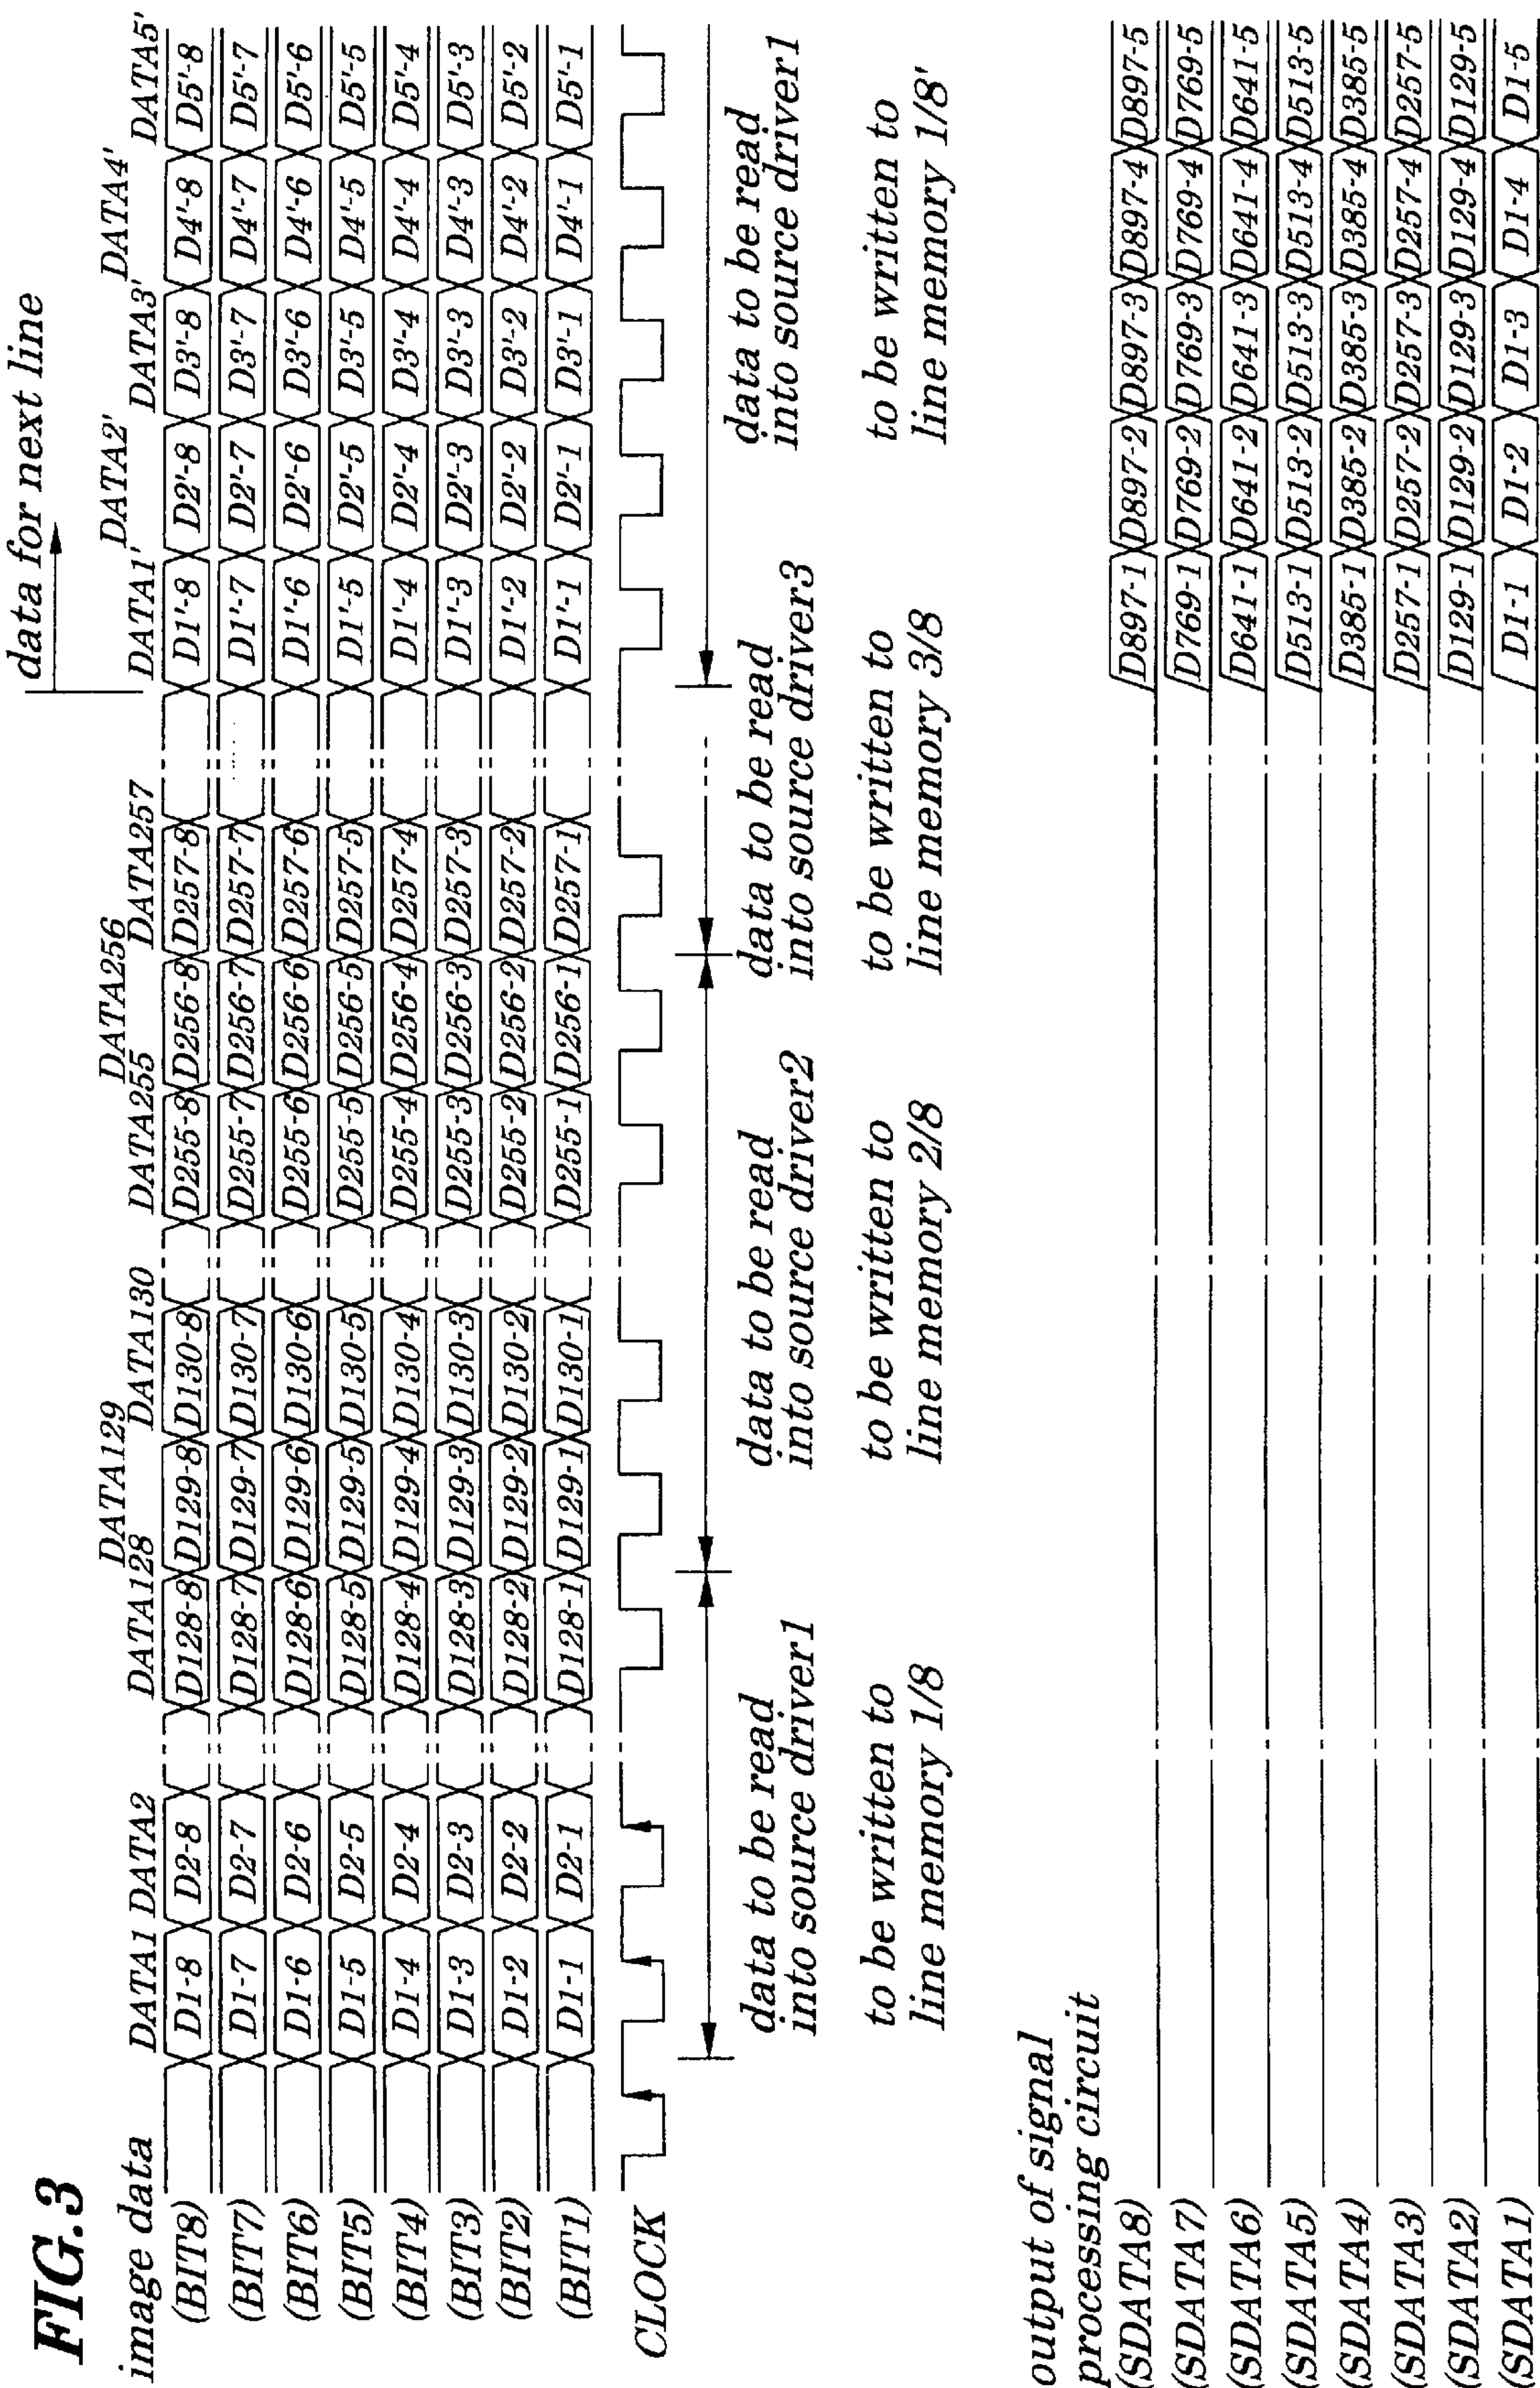 FIG.3
data for next line
image data DATA1 DATA2 DATA128 DATA129 DATA130 DATA255 DATA256 DATA257 DATA1' DATA2' DATA3' DATA4' DATA5'
(BIT8) D1-8 D2-8 D128-8 D129-8 D130-8 D255-8 D256-8 D257-8 D1'-8 D2'-8 D3'-8 D4'-8 D5'-8
(BIT7) D1-7 D2-7 D128-7 D129-7 D130-7 D255-7 D256-7 D257-7 D1'-7 D2'-7 D3'-7 D4'-7 D5'-7
(BIT6) D1-6 D2-6 D128-6 D129-6 D130-6 D255-6 D256-6 D257-6 D1'-6 D2'-6 D3'-6 D4'-6 D5'-6
(BIT5) D1-5 D2-5 D128-5 D129-5 D130-5 D255-5 D256-5 D257-5 D1'-5 D2'-5 D3'-5 D4'-5 D5'-5
(BIT4) D1-4 D2-4 D128-4 D129-4 D130-4 D255-4 D256-4 D257-4 D1'-4 D2'-4 D3'-4 D4'-4 D5'-4
(BIT3) D1-3 D2-3 D128-3 D129-3 D130-3 D255-3 D256-3 D257-3 D1'-3 D2'-3 D3'-3 D4'-3 D5'-3
(BIT2) D1-2 D2-2 D128-2 D129-2 D130-2 D255-2 D256-2 D257-2 D1'-2 D2'-2 D3'-2 D4'-2 D5'-2
(BIT1) D1-1 D2-1 D128-1 D129-1 D130-1 D255-1 D256-1 D257-1 D1'-1 D2'-1 D3'-1 D4'-1 D5'-1
CLOCK
data to be read
into source driver1
to be written to
line memory 1/8
data to be read
into source driver2
to be written to
line memory 2/8
data to be read
into source driver3
to be written to
line memory 3/8
data to be read
into source driver1
to be written to
line memory 1/8'
output of signal
processing circuit
(SDATA8) D897-1 D897-2 D897-3 D897-4 D897-5
(SDATA7) D769-1 D769-2 D769-3 D769-4 D769-5
(SDATA6) D641-1 D641-2 D641-3 D641-4 D641-5
(SDATA5) D513-1 D513-2 D513-3 D513-4 D513-5
(SDATA4) D385-1 D385-2 D385-3 D385-4 D385-5
(SDATA3) D257-1 D257-2 D257-3 D257-4 D257-5
(SDATA2) D129-1 D129-2 D129-3 D129-4 D129-5
(SDATA1) D1-1 D1-2 D1-3 D1-4 D1-5